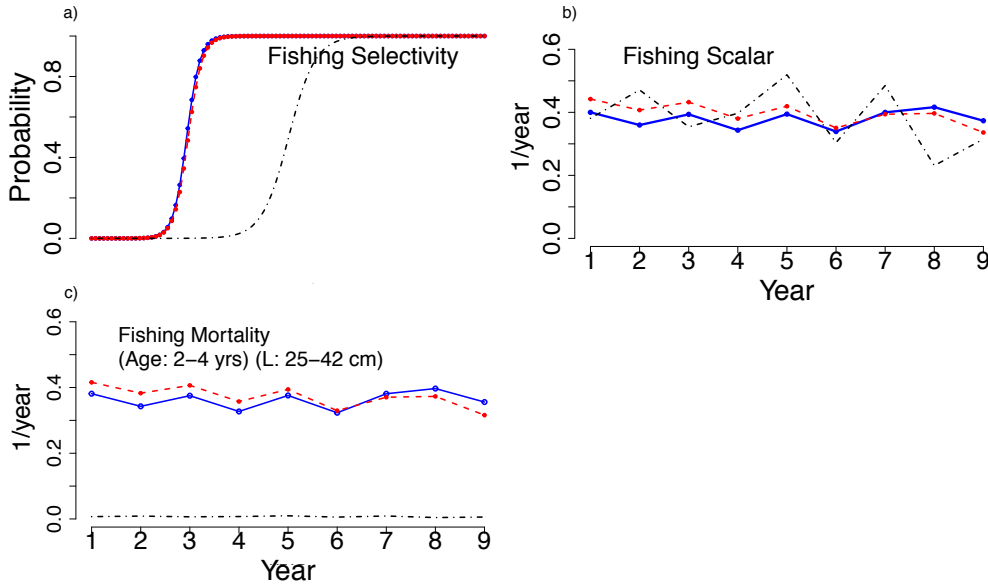 a)
Fishing Selectivity
Probability
0.0 0.4 0.8
b)
Fishing Scalar
1/year
0.0 0.2 0.4 0.6
1 2 3 4 5 6 7 8 9
Year
c)
Fishing Mortality
(Age: 2−4 yrs) (L: 25−42 cm)
1/year
0.0 0.2 0.4 0.6
1 2 3 4 5 6 7 8 9
Year